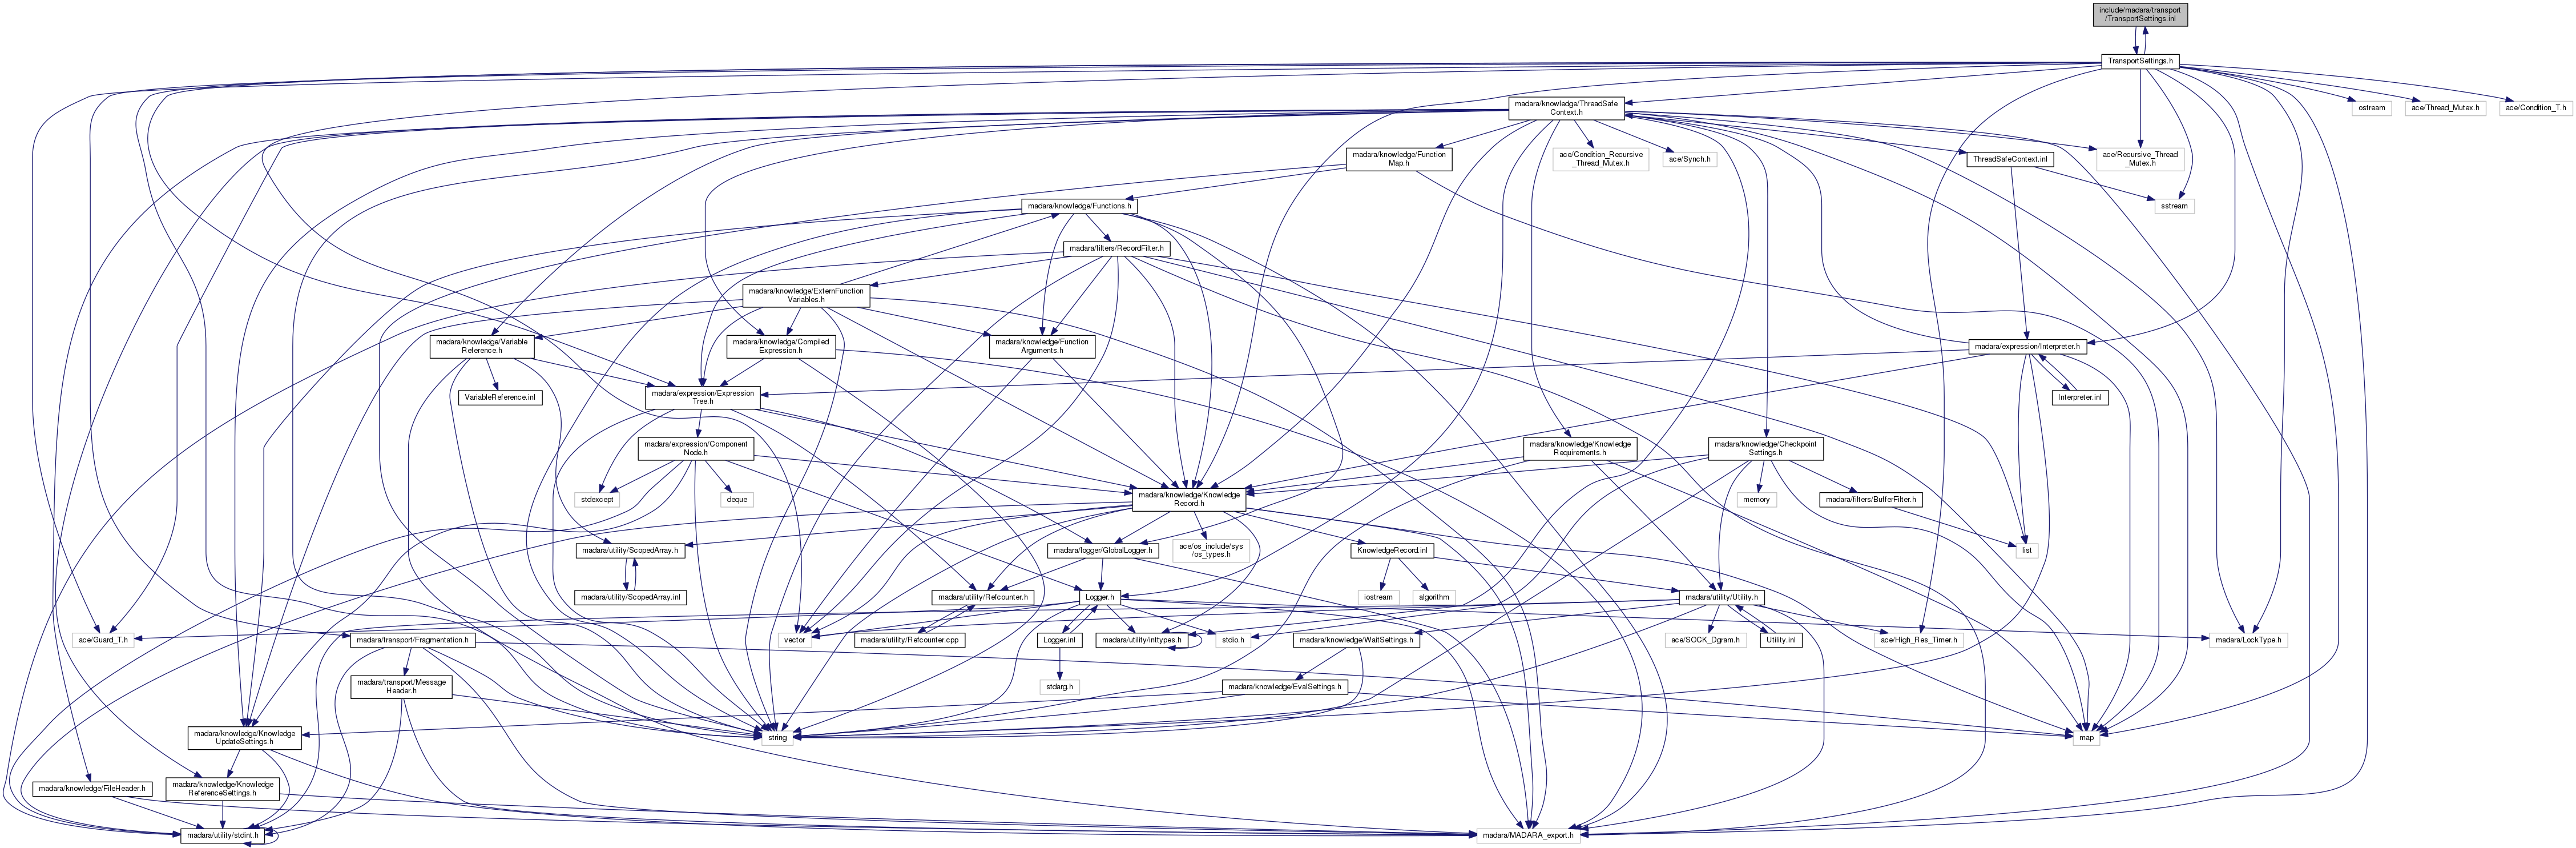 include/madara/transport
/TransportSettings.inl
TransportSettings.h
madara/knowledge/ThreadSafe
Context.h
ostream
ace/Thread_Mutex.h
ace/Condition_T.h
madara/knowledge/Function
Map.h
ace/Condition_Recursive
_Thread_Mutex.h
ace/Synch.h
ThreadSafeContext.inl
ace/Recursive_Thread
_Mutex.h
madara/knowledge/Functions.h
sstream
madara/filters/RecordFilter.h
madara/knowledge/ExternFunction
Variables.h
madara/knowledge/Variable
Reference.h
madara/knowledge/Compiled
Expression.h
madara/knowledge/Function
Arguments.h
madara/expression/Interpreter.h
VariableReference.inl
madara/expression/Expression
Tree.h
Interpreter.inl
madara/expression/Component
Node.h
madara/knowledge/Knowledge
Requirements.h
madara/knowledge/Checkpoint
Settings.h
stdexcept
deque
madara/knowledge/Knowledge
Record.h
memory
madara/filters/BufferFilter.h
madara/utility/ScopedArray.h
madara/logger/GlobalLogger.h
ace/os_include/sys
/os_types.h
KnowledgeRecord.inl
list
madara/utility/ScopedArray.inl
madara/utility/Refcounter.h
Logger.h
iostream
algorithm
madara/utility/Utility.h
ace/Guard_T.h
madara/transport/Fragmentation.h
vector
madara/utility/Refcounter.cpp
Logger.inl
madara/utility/inttypes.h
stdio.h
madara/knowledge/WaitSettings.h
ace/SOCK_Dgram.h
Utility.inl
ace/High_Res_Timer.h
madara/LockType.h
madara/transport/Message
Header.h
stdarg.h
madara/knowledge/EvalSettings.h
madara/knowledge/Knowledge
UpdateSettings.h
string
map
madara/knowledge/FileHeader.h
madara/knowledge/Knowledge
ReferenceSettings.h
madara/utility/stdint.h
madara/MADARA_export.h